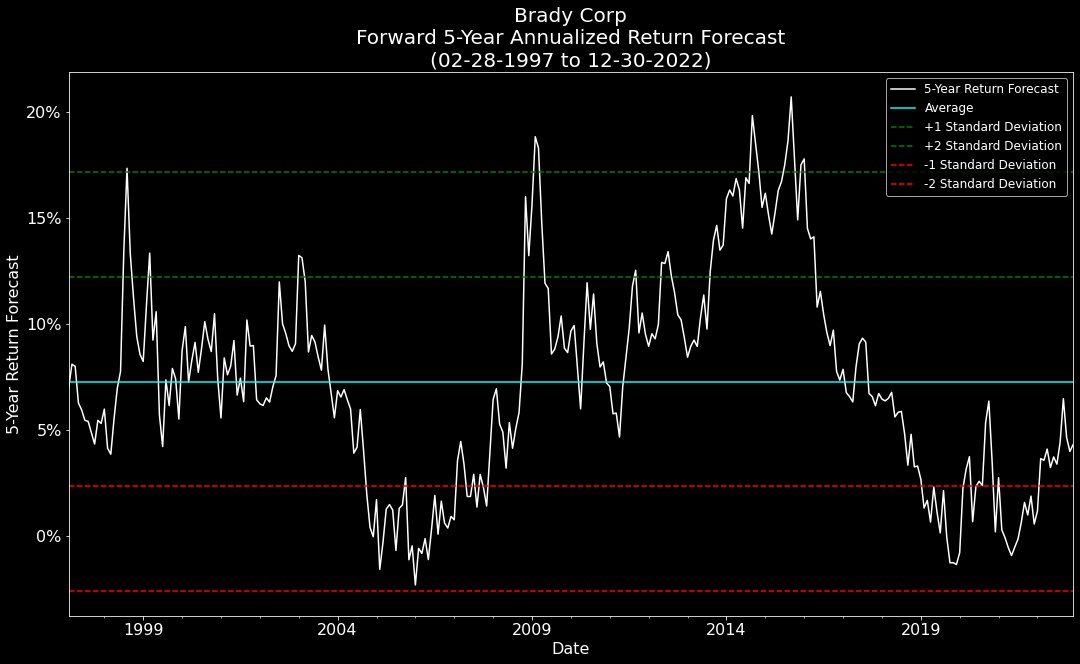 Brady Corp
Forward 5-Year Annualized Return Forecast
(02-28-1997 to 12-30-2022)
5-Year Return Forecast
Average
+1 Standard Deviation
+2 Standard Deviation
-1 Standard Deviation
-2 Standard Deviation
5-Year Return Forecast
20%
15%
10%
5%
0%
1999
2004
2009
2014
2019
Date